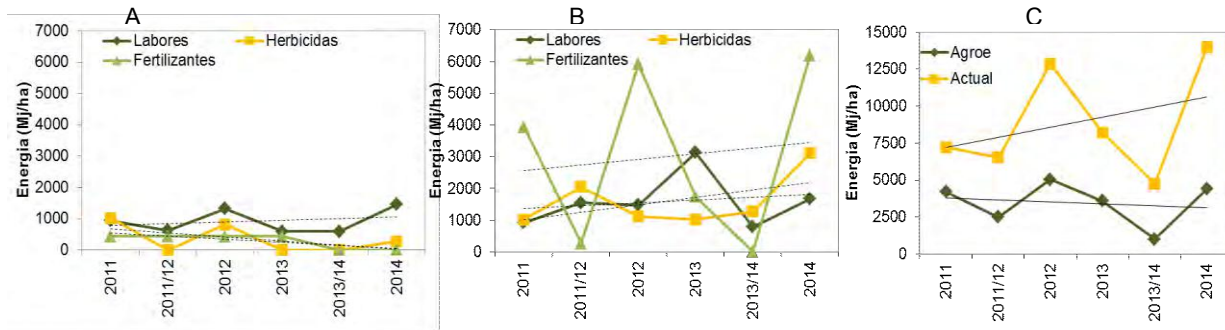 A
7000
6000
5000
4000
3000
2000
1000
0
Energia (Mj/ha)
Labores
Herbicidas
Fertilizantes
2011
2011/12
2012
2013
2013/14
2014
B
7000
6000
5000
4000
3000
2000
1000
0
Energia (Mj/ha)
Labores
Herbicidas
Fertilizantes
2011
2011/12
2012
2013
2013/14
2014
C
15000
12500
10000
7500
5000
2500
0
Energia (Mj/ha)
Agroe
Actual
2011
2011/12
2012
2013
2013/14
2014